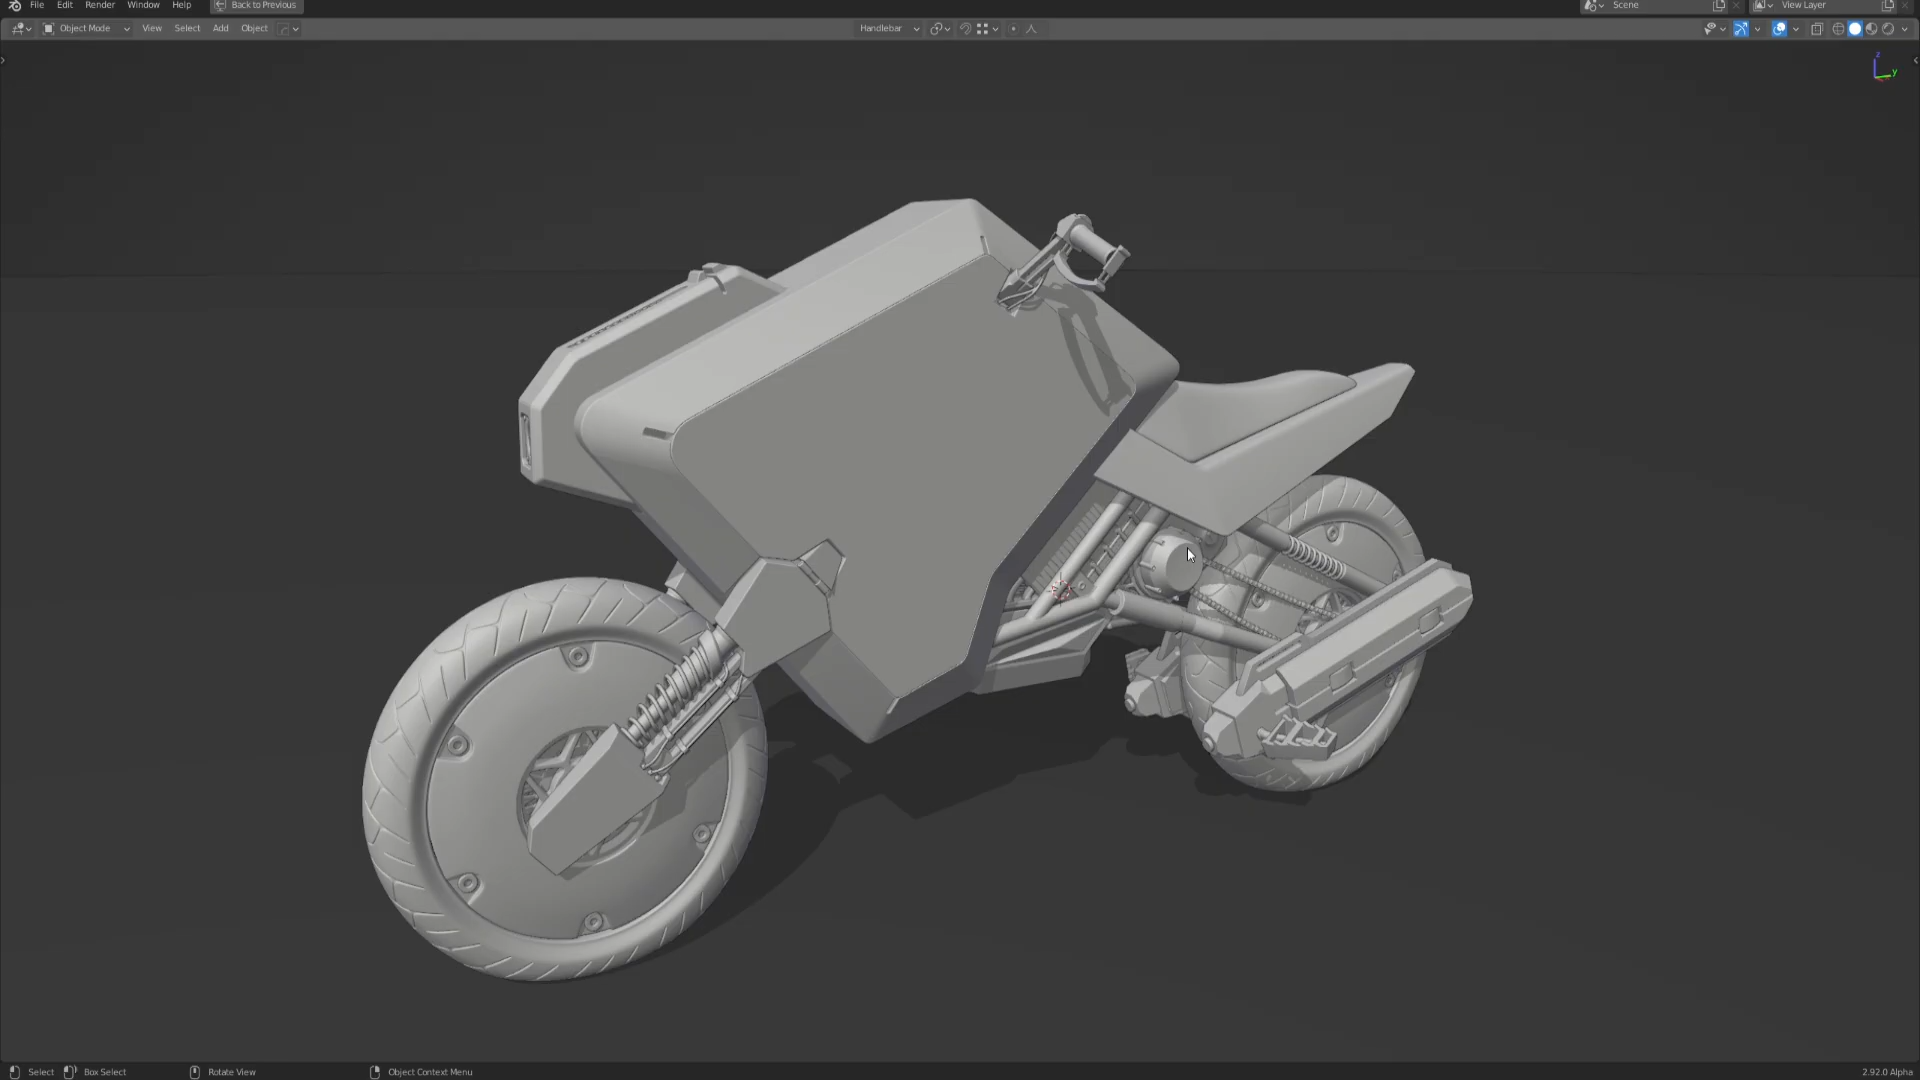 File Edit Render Window Help Back to Previous Scene View Layer
Object Mode View Select Add Object Handlebar
z
y
Select Box Select Rotate View Object Context Menu 2.92.0 Alpha